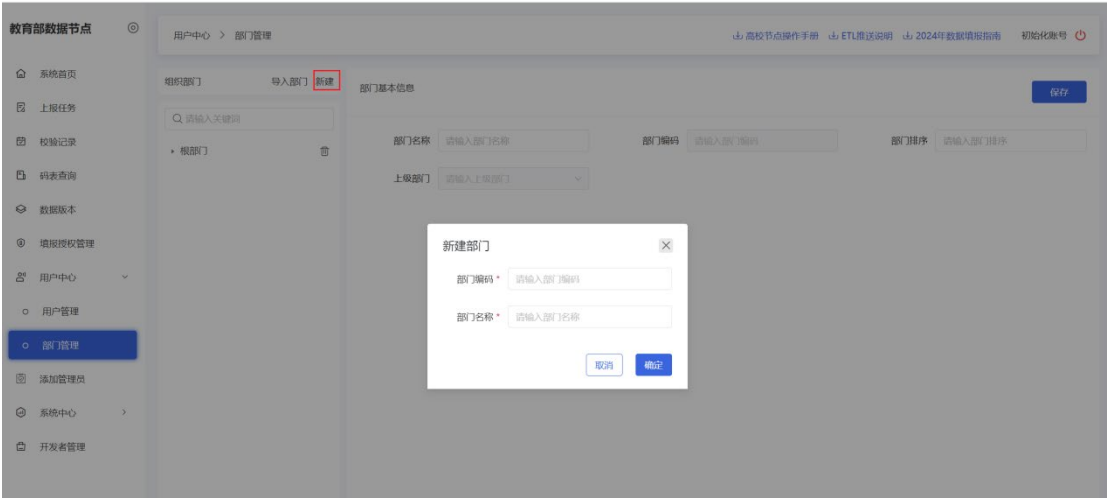 教育部数据节点
用户中心 > 部门管理
高校节点操作手册 ETL推送说明 2024年数据填报指南 初始化账号
系统首页
上报任务
校验记录
码表查询
数据版本
填报授权管理
用户中心
用户管理
部门管理
添加管理员
系统中心
开发者管理
组织部门 导入部门 新建
请输入关键词
根部门
部门基本信息 保存
部门名称 请输入部门名称 部门编码 请输入部门编码 部门排序 请输入部门排序
上级部门 请输入上级部门
新建部门
部门编码 * 请输入部门编码
部门名称 * 请输入部门名称
取消 确定